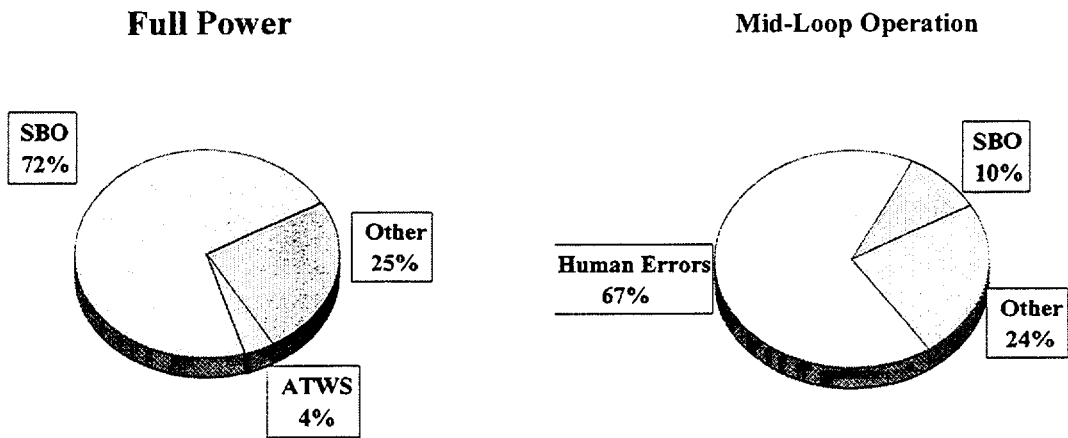 Full Power
SBO
72%
Other
25%
ATWS
4%
Mid-Loop Operation
SBO
10%
Human Errors
67%
Other
24%